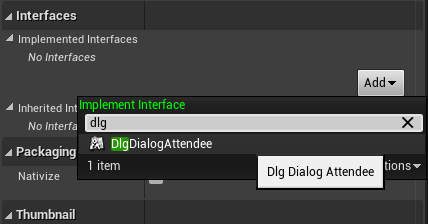 Interfaces
Implemented Interfaces
No Interfaces
Add
Inherited Int
No Interfa
Implement Interface
dlg
DlgDialogAttendee
1 item
tions
Dlg Dialog Attendee
Packaging
Nativize
Thumbnail